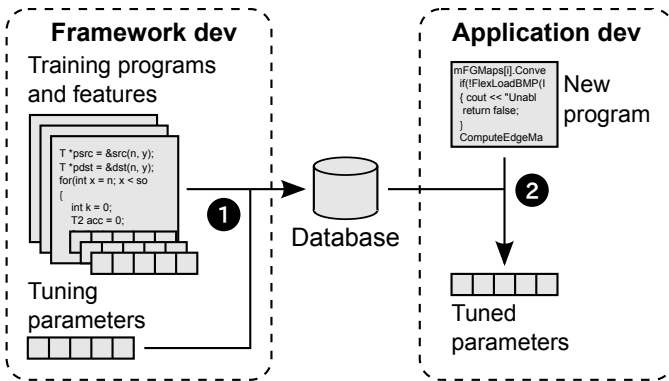 Framework dev
Training programs
and features
T *psrc = &src(n, y);
T *pdst = &dst(n, y);
for(int x = n; x < so
{
int k = 0;
T2 acc = 0;
1
Tuning
parameters
Database
Application dev
mFGMaps[i].Conve
if(!FlexLoadBMP(I
{ cout << "Unabl
return false;
}
ComputeEdgeMa
New
program
2
Tuned
parameters